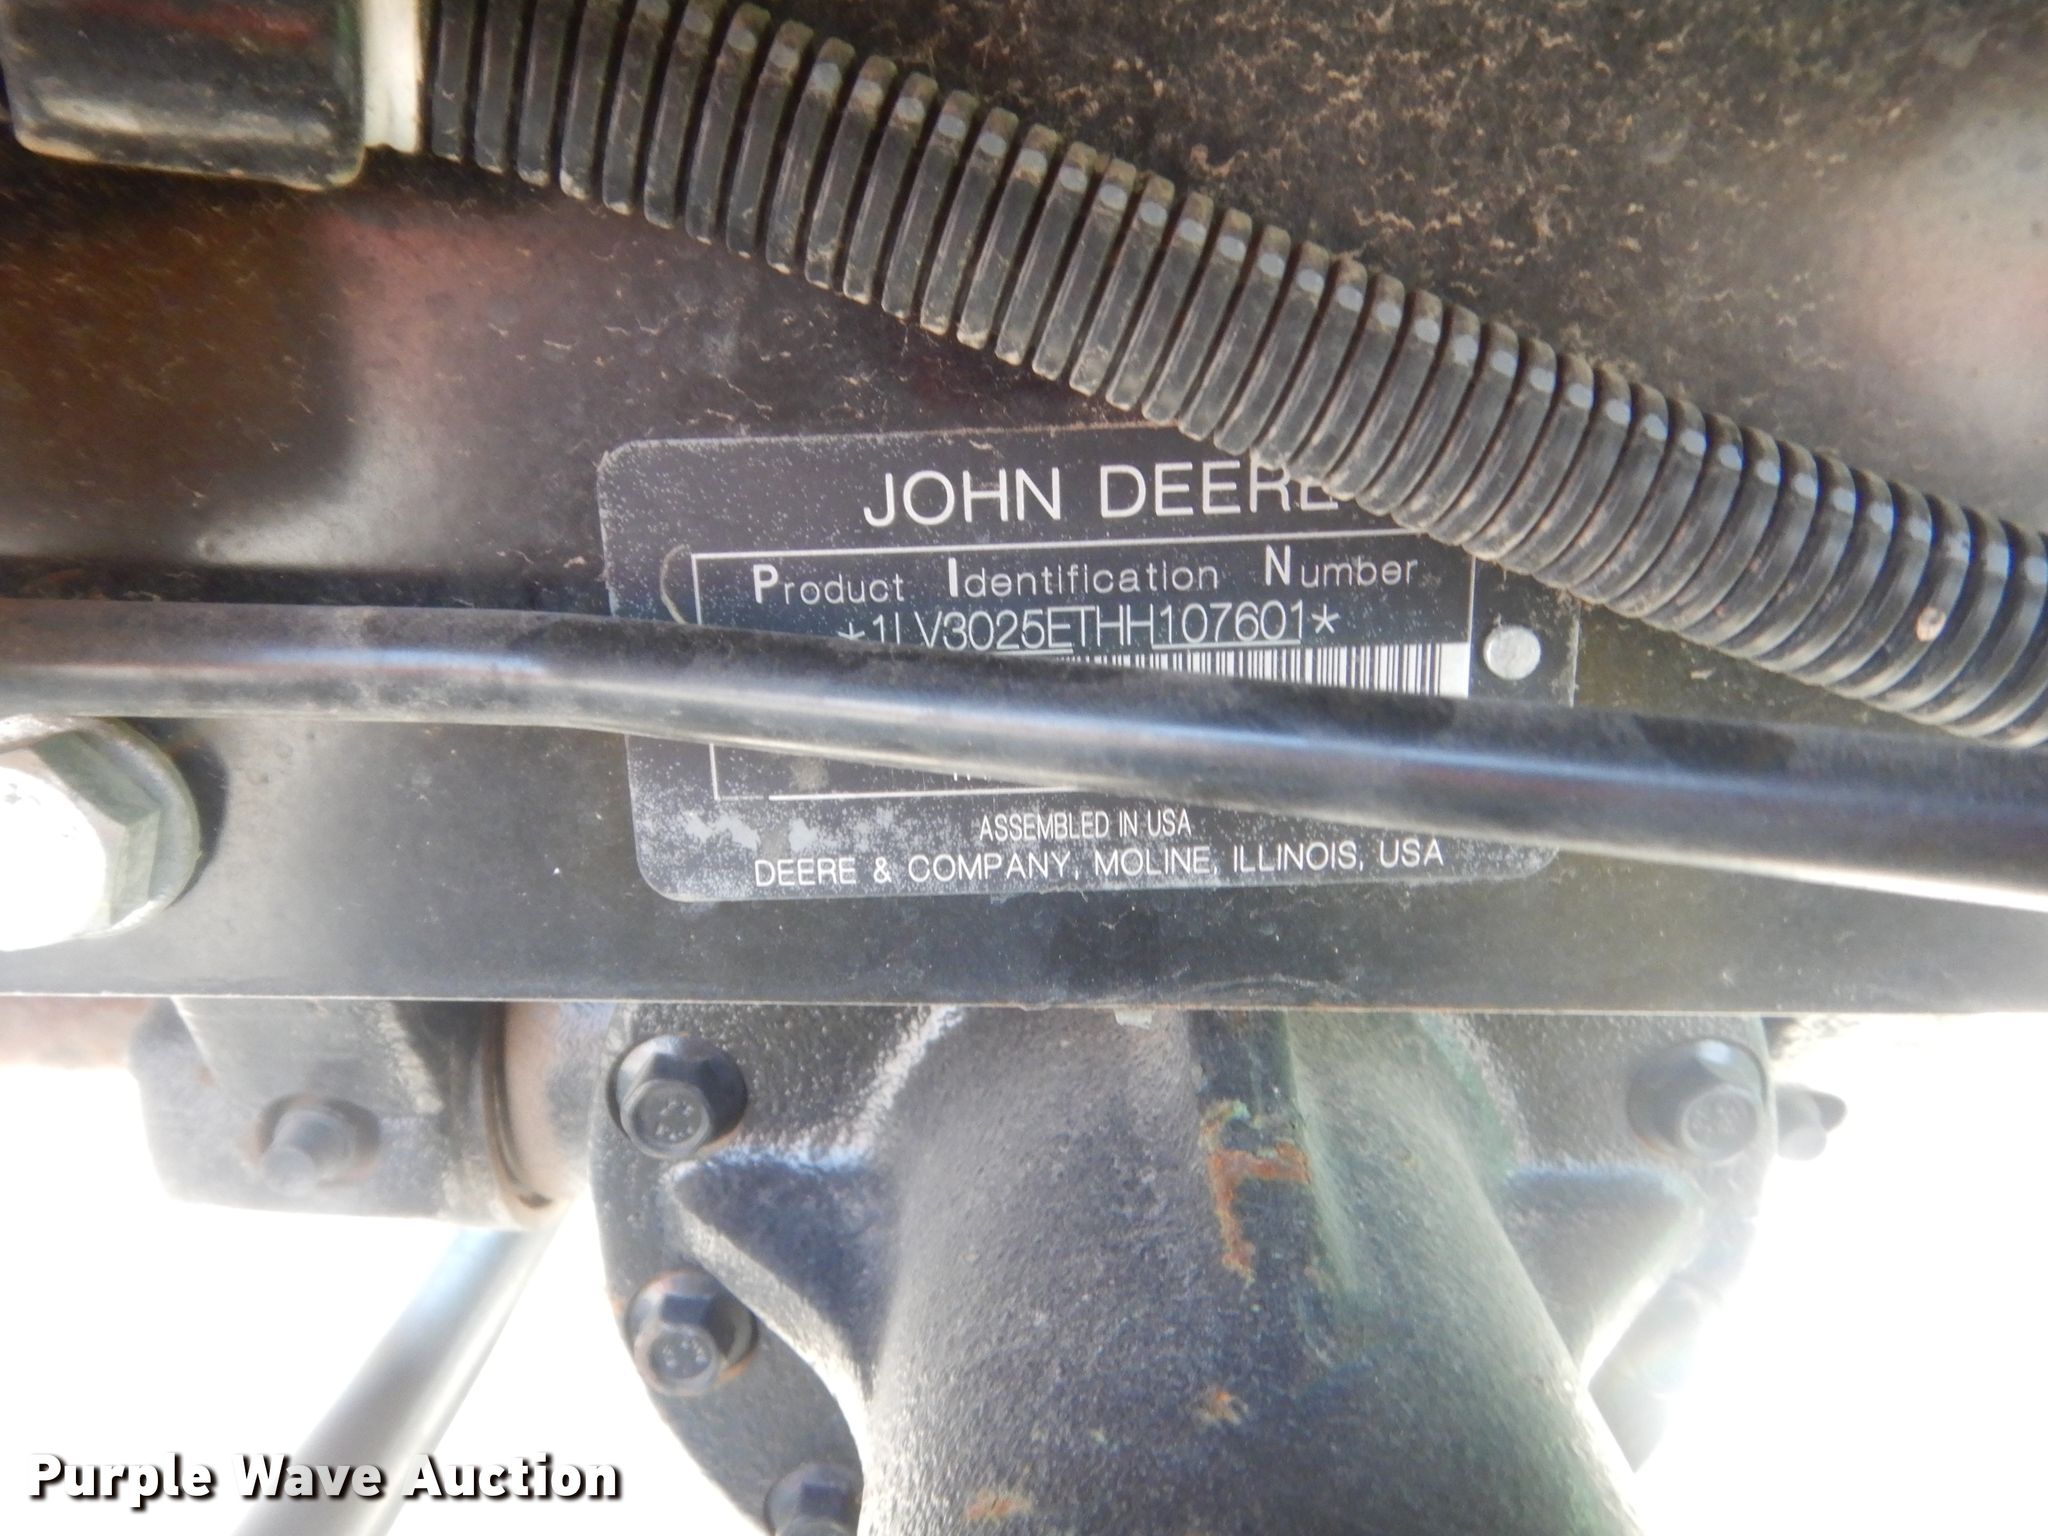 JOHN DEERE
Product Identification Number
*1LV3025ETHH107601*
ASSEMBLED IN USA
DEERE & COMPANY, MOLINE, ILLINOIS, USA
Purple Wave Auction